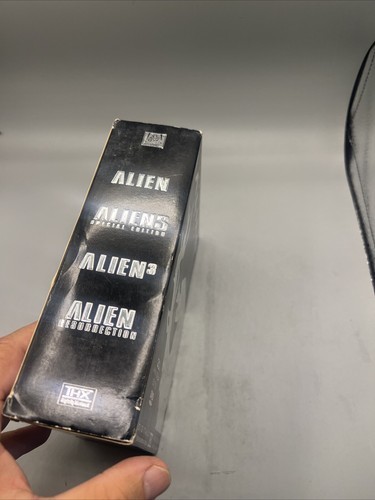 ALIEN
ALIENS
SPECIAL EDITION
ALIEN³
ALIEN
RESURRECTION
THX